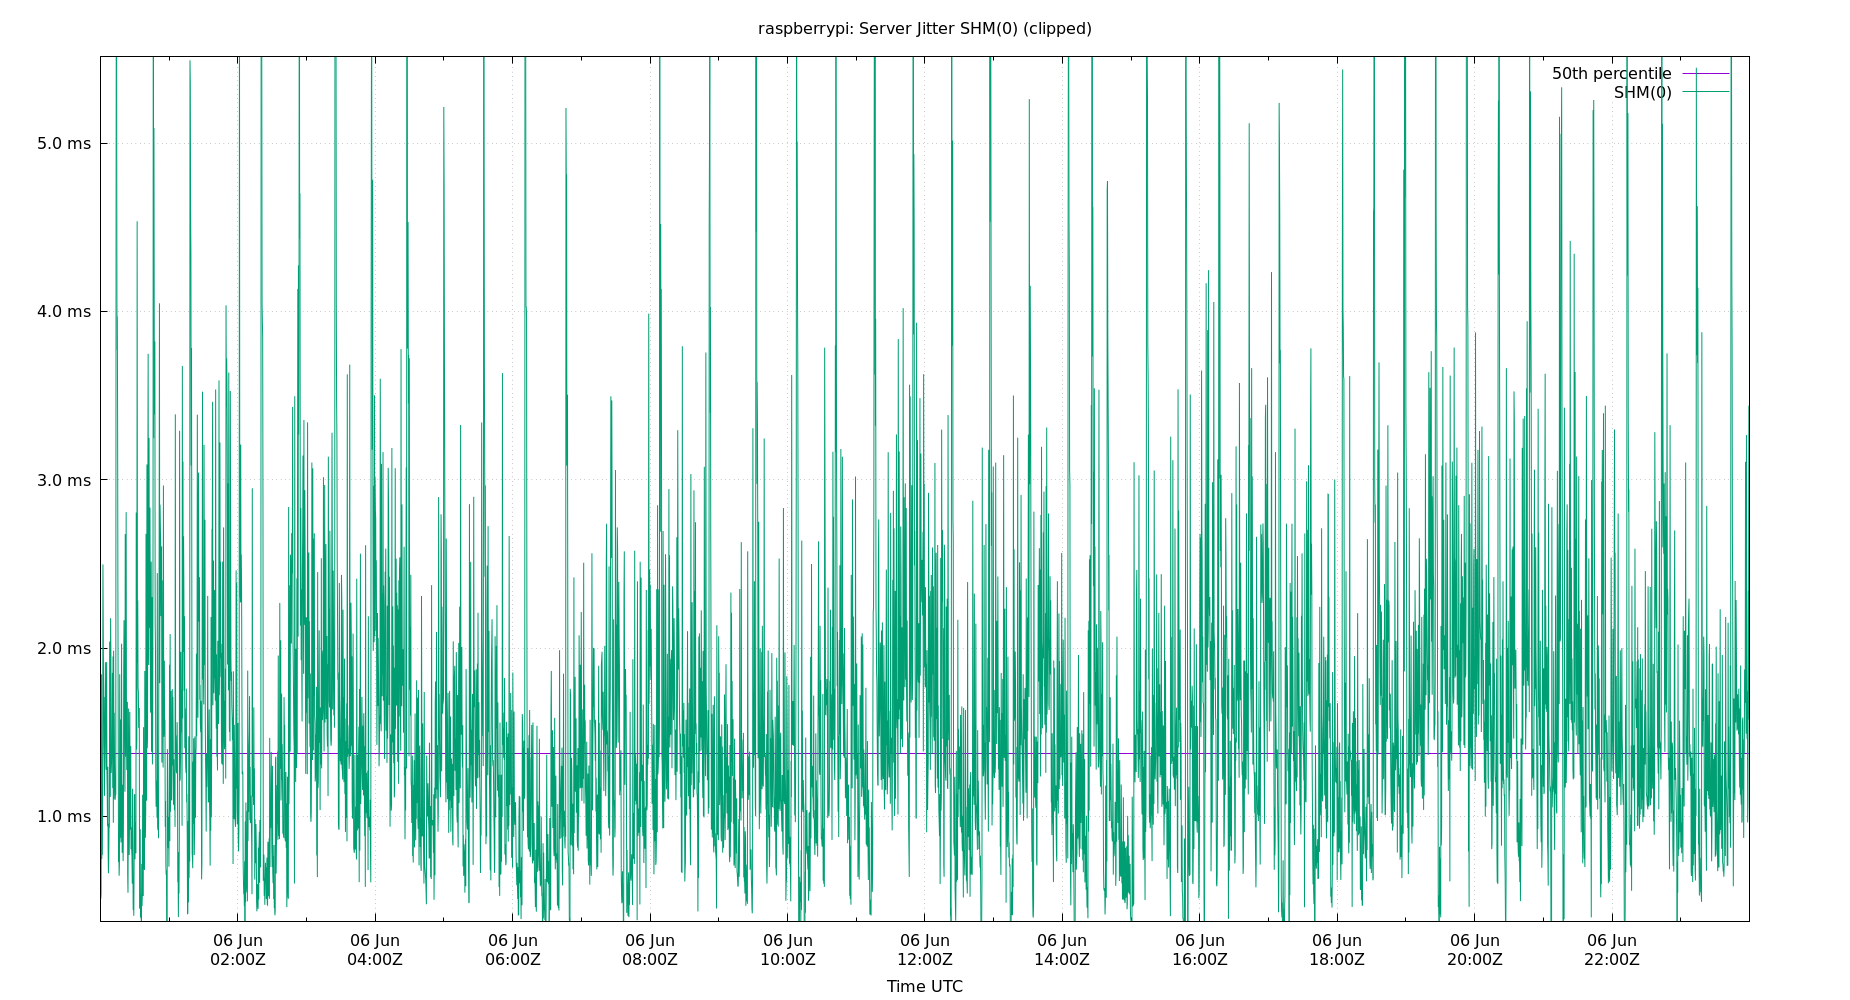 raspberrypi: Server Jitter SHM(0) (clipped)
50th percentile
SHM(0)
5.0 ms
4.0 ms
3.0 ms
2.0 ms
1.0 ms
06 Jun 06 Jun 06 Jun 06 Jun 06 Jun 06 Jun 06 Jun 06 Jun 06 Jun 06 Jun 06 Jun
02:00Z 04:00Z 06:00Z 08:00Z 10:00Z 12:00Z 14:00Z 16:00Z 18:00Z 20:00Z 22:00Z
Time UTC